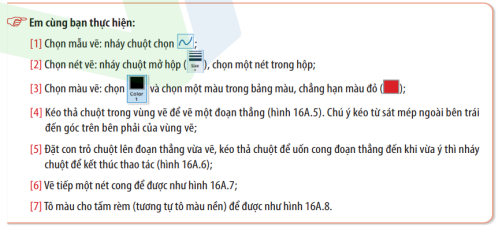 Em cùng bạn thực hiện:
[1] Chọn mẫu vẽ: nháy chuột chọn ;
[2] Chọn nét vẽ: nháy chuột mở hộp (Size), chọn một nét trong hộp;
[3] Chọn màu vẽ: chọn Color 1 và chọn một màu trong bảng màu, chẳng hạn màu đỏ ( );
[4] Kéo thả chuột trong vùng vẽ để vẽ một đoạn thẳng (hình 16A.5). Chú ý kéo từ sát mép ngoài bên trái
đến góc trên bên phải của vùng vẽ;
[5] Đặt con trỏ chuột lên đoạn thẳng vừa vẽ, kéo thả chuột để uốn cong đoạn thẳng đến khi vừa ý thì nháy
chuột để kết thúc thao tác (hình 16A.6);
[6] Vẽ tiếp một nét cong để được như hình 16A.7;
[7] Tô màu cho tấm rèm (tương tự tô màu nền) để được như hình 16A.8.